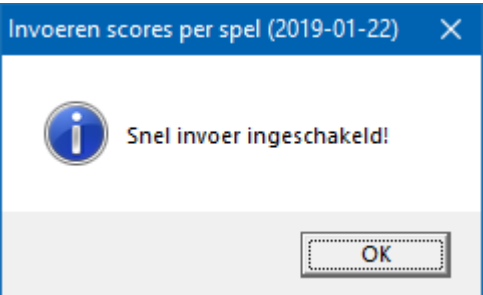 Invoeren scores per spel (2019-01-22)
Snel invoer ingeschakeld!
OK